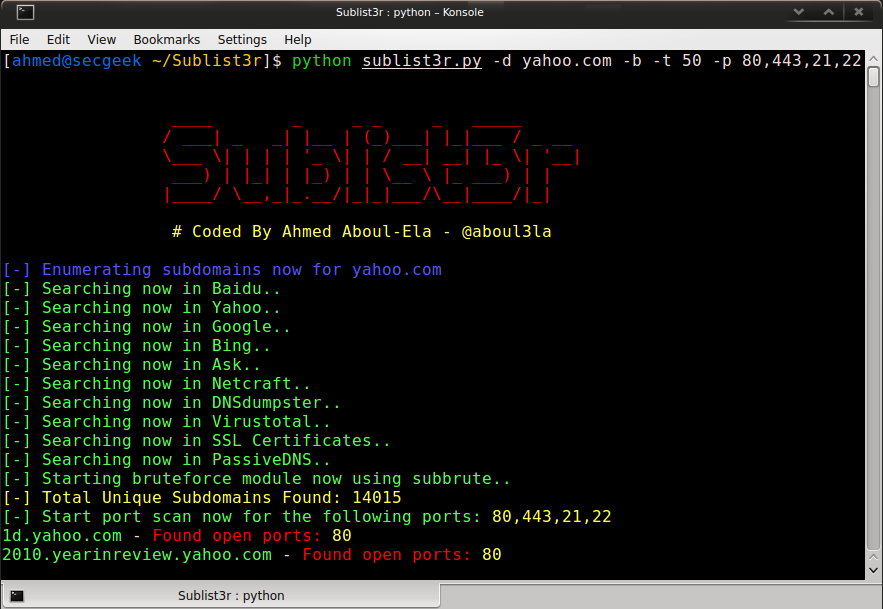 Sublist3r : python – Konsole
File Edit View Bookmarks Settings Help
[ahmed@secgeek ~/Sublist3r]$ python sublist3r.py -d yahoo.com -b -t 50 -p 80,443,21,22
Sublist3r
# Coded By Ahmed Aboul-Ela - @aboul3la
[-] Enumerating subdomains now for yahoo.com
[-] Searching now in Baidu..
[-] Searching now in Yahoo..
[-] Searching now in Google..
[-] Searching now in Bing..
[-] Searching now in Ask..
[-] Searching now in Netcraft..
[-] Searching now in DNSdumpster..
[-] Searching now in Virustotal..
[-] Searching now in SSL Certificates..
[-] Searching now in PassiveDNS..
[-] Starting bruteforce module now using subbrute..
[-] Total Unique Subdomains Found: 14015
[-] Start port scan now for the following ports: 80,443,21,22
1d.yahoo.com - Found open ports: 80
2010.yearinreview.yahoo.com - Found open ports: 80
Sublist3r : python